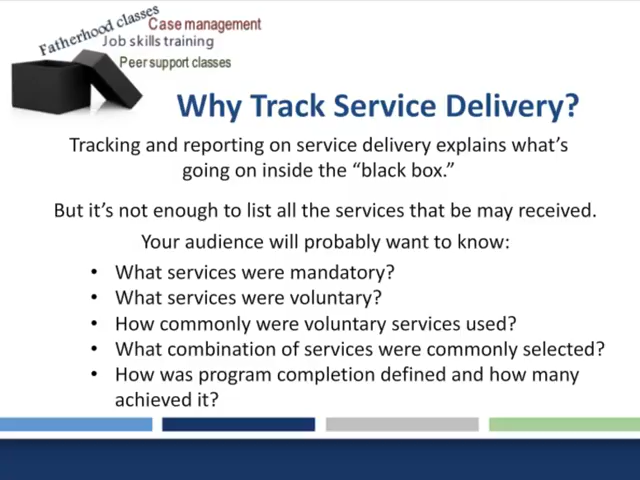 Fatherhood classes
Case management
Job skills training
Peer support classes
Why Track Service Delivery?
Tracking and reporting on service delivery explains what's
going on inside the “black box.”
But it's not enough to list all the services that be may received.
Your audience will probably want to know:
• What services were mandatory?
• What services were voluntary?
• How commonly were voluntary services used?
• What combination of services were commonly selected?
• How was program completion defined and how many
achieved it?